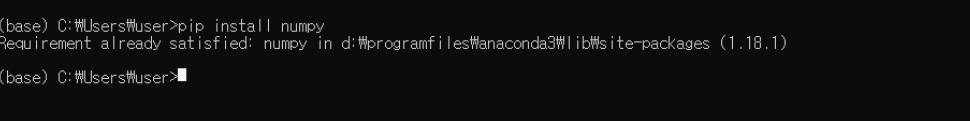 (base) C:₩Users₩user>pip install numpy
Requirement already satisfied: numpy in d:₩programfiles₩anaconda3₩lib₩site-packages (1.18.1)
(base) C:₩Users₩user>